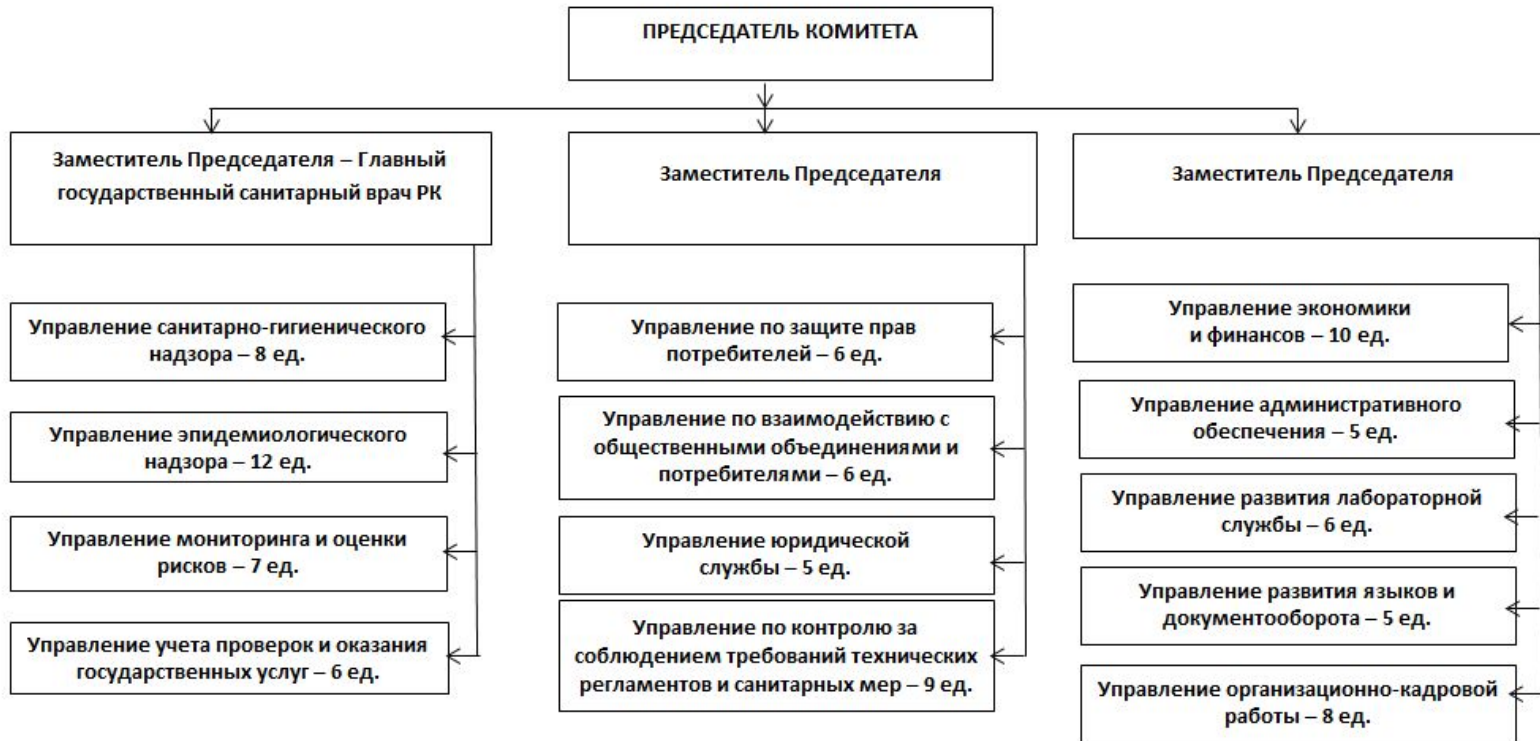 ПРЕДСЕДАТЕЛЬ КОМИТЕТА
Заместитель Председателя – Главный
государственный санитарный врач РК
Заместитель Председателя
Заместитель Председателя
Управление санитарно-гигиенического
надзора – 8 ед.
Управление эпидемиологического
надзора – 12 ед.
Управление мониторинга и оценки
рисков – 7 ед.
Управление учета проверок и оказания
государственных услуг – 6 ед.
Управление по защите прав
потребителей – 6 ед.
Управление по взаимодействию с
общественными объединениями и
потребителями – 6 ед.
Управление юридической
службы – 5 ед.
Управление по контролю за
соблюдением требований технических
регламентов и санитарных мер – 9 ед.
Управление экономики
и финансов – 10 ед.
Управление административного
обеспечения – 5 ед.
Управление развития лабораторной
службы – 6 ед.
Управление развития языков и
документооборота – 5 ед.
Управление организационно-кадровой
работы – 8 ед.